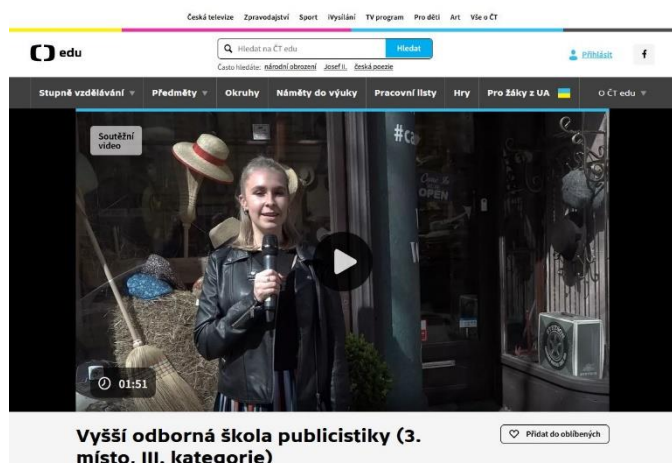 Česká televize Zpravodajství Sport iVysílání TV program Pro děti Art Vše o ČT
edu
Hledat na ČT edu
Hledat
Často hledáte: národní obrození Josef II. česká poezie
Přihlásit
f
Stupně vzdělávání Předměty Okruhy Náměty do výuky Pracovní listy Hry Pro žáky z UA O ČT edu
Soutěžní
video
OPEN
01:51
Vyšší odborná škola publicistiky (3.
místo, III. kategorie)
Přidat do oblíbených